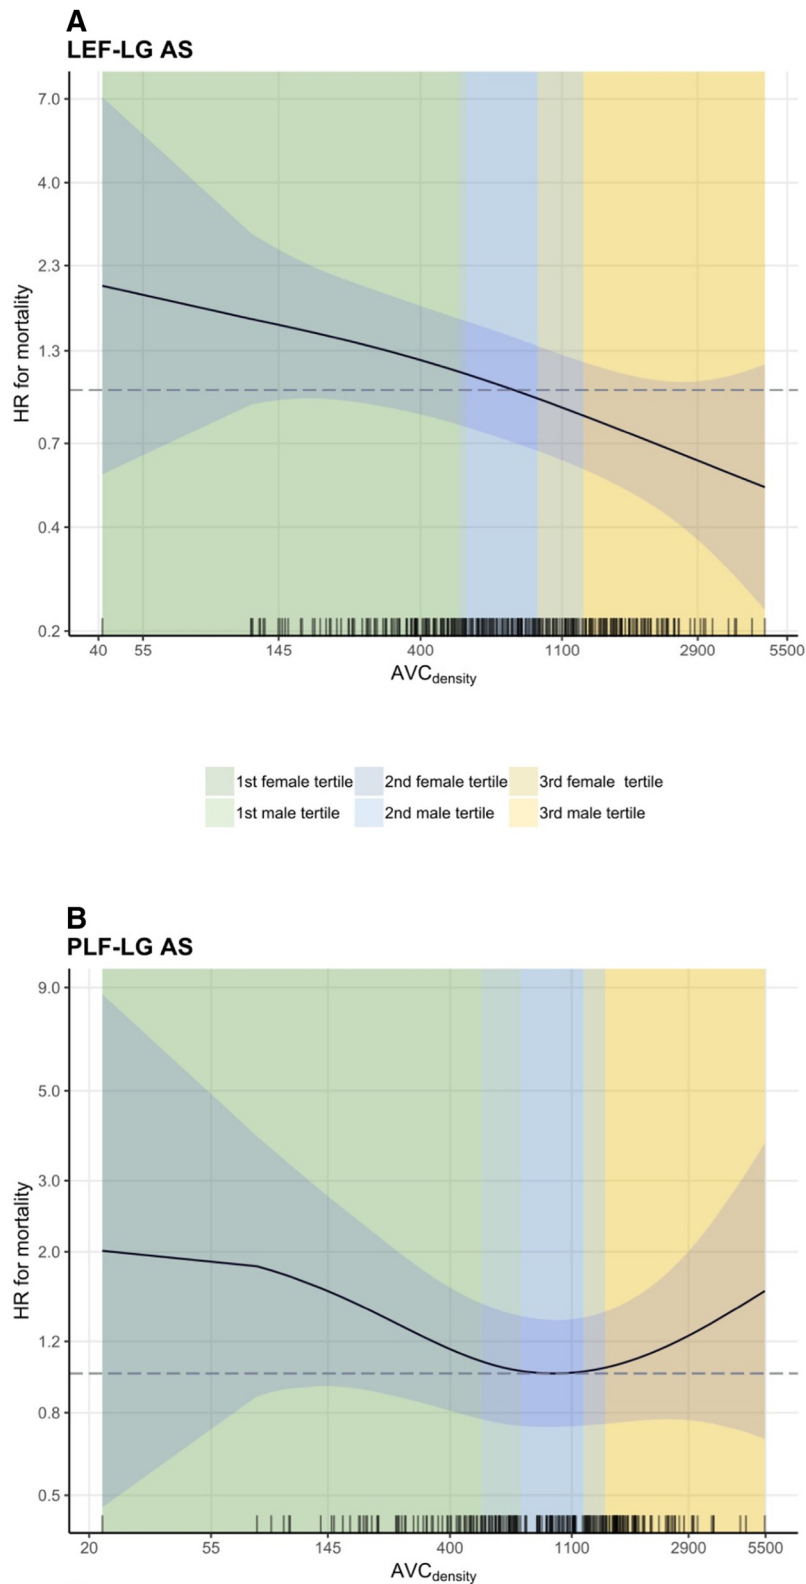 A
LEF-LG AS
HR for mortality
7.0
4.0
2.3
1.3
0.7
0.4
0.2
40 55 145 400 1100 2900 5500
AVCdensity
1st female tertile 2nd female tertile 3rd female tertile
1st male tertile 2nd male tertile 3rd male tertile
B
PLF-LG AS
HR for mortality
9.0
5.0
3.0
2.0
1.2
0.8
0.5
20 55 145 400 1100 2900 5500
AVCdensity